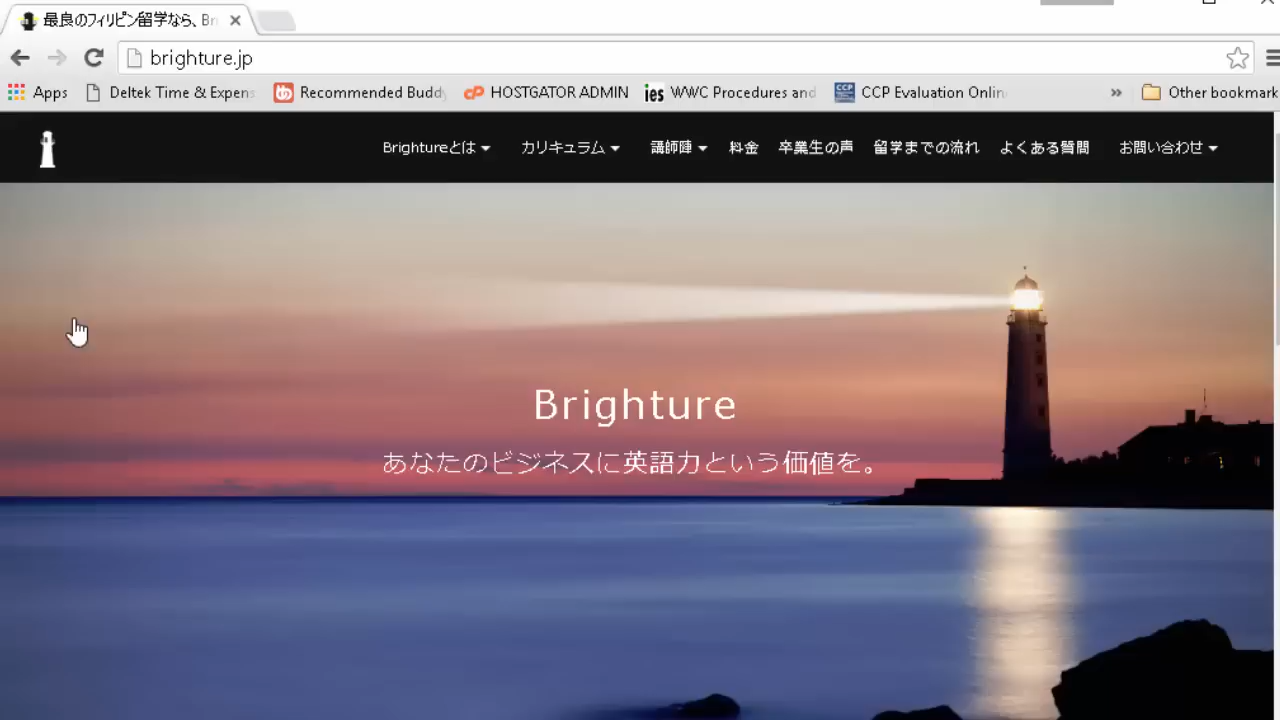 最良のフィリピン留学なら、Br
brighture.jp
Apps Deltek Time & Expens Recommended Buddy HOSTGATOR ADMIN WWC Procedures and CCP Evaluation Onlin » Other bookmark
Brightureとは カリキュラム 講師陣 料金 卒業生の声 留学までの流れ よくある質問 お問い合わせ
Brighture
あなたのビジネスに英語力という価値を。